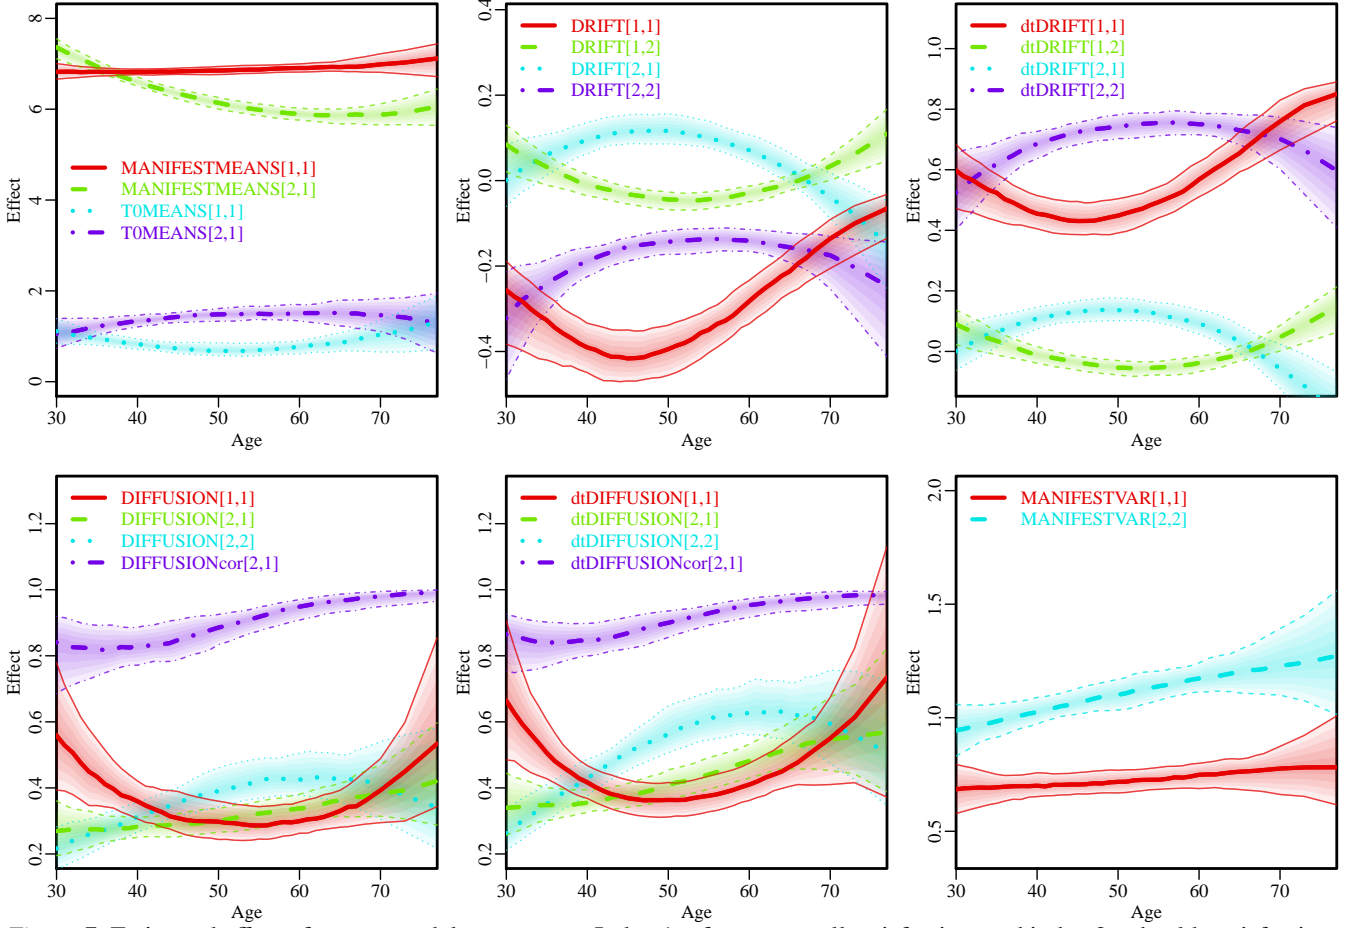 8
6
4
2
0
Effect
MANIFESTMEANS[1,1]
MANIFESTMEANS[2,1]
T0MEANS[1,1]
T0MEANS[2,1]
30 40 50 60 70
Age
0.4
0.2
0.0
−0.2
−0.4
Effect
DRIFT[1,1]
DRIFT[1,2]
DRIFT[2,1]
DRIFT[2,2]
30 40 50 60 70
Age
1.0
0.8
0.6
0.4
0.2
0.0
Effect
dtDRIFT[1,1]
dtDRIFT[1,2]
dtDRIFT[2,1]
dtDRIFT[2,2]
30 40 50 60 70
Age
1.2
1.0
0.8
0.6
0.4
0.2
Effect
DIFFUSION[1,1]
DIFFUSION[2,1]
DIFFUSION[2,2]
DIFFUSIONcor[2,1]
30 40 50 60 70
Age
1.2
1.0
0.8
0.6
0.4
0.2
Effect
dtDIFFUSION[1,1]
dtDIFFUSION[2,1]
dtDIFFUSION[2,2]
dtDIFFUSIONcor[2,1]
30 40 50 60 70
Age
2.0
1.5
1.0
0.5
Effect
MANIFESTVAR[1,1]
MANIFESTVAR[2,2]
30 40 50 60 70
Age